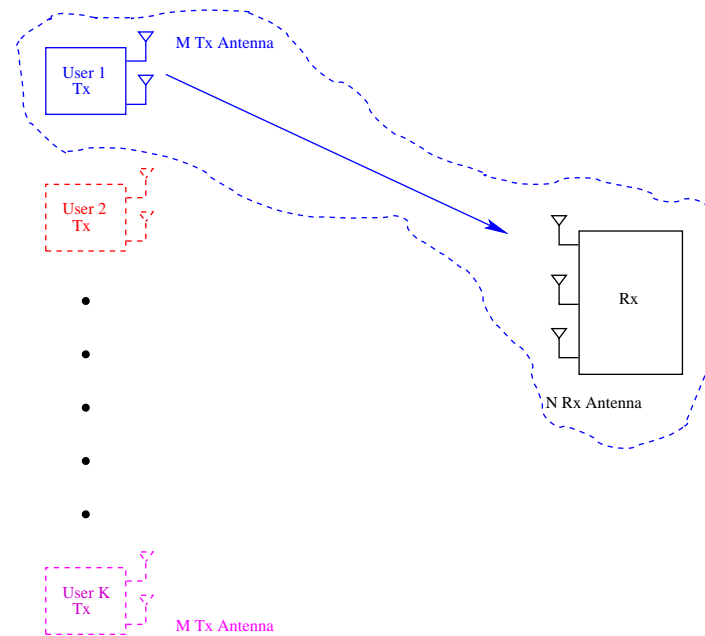 M Tx Antenna
User 1
Tx
User 2
Tx
Rx
N Rx Antenna
User K
Tx
M Tx Antenna